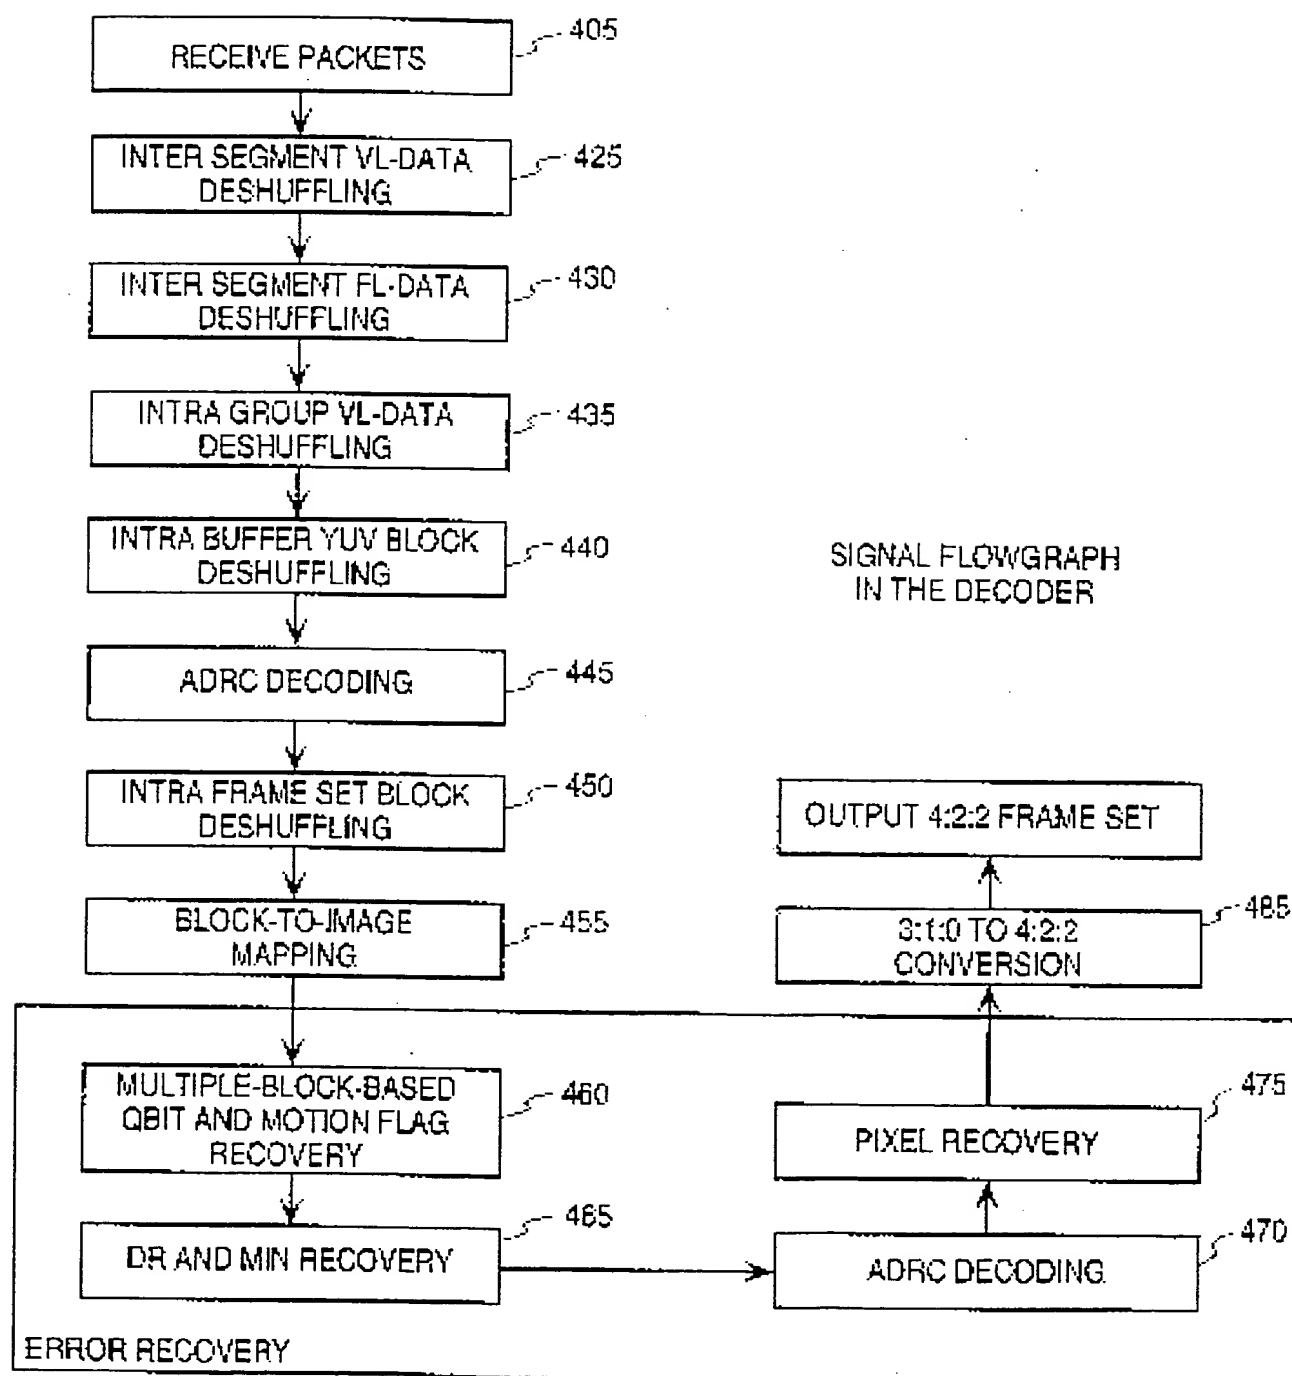 RECEIVE PACKETS
405
INTER SEGMENT VL-DATA
DESHUFFLING
425
INTER SEGMENT FL-DATA
DESHUFFLING
430
INTRA GROUP VL-DATA
DESHUFFLING
435
INTRA BUFFER YUV BLOCK
DESHUFFLING
440
SIGNAL FLOWGRAPH
IN THE DECODER
ADRC DECODING
445
INTRA FRAME SET BLOCK
DESHUFFLING
450
BLOCK-TO-IMAGE
MAPPING
455
MULTIPLE-BLOCK-BASED
QBIT AND MOTION FLAG
RECOVERY
460
DR AND MIN RECOVERY
465
ADRC DECODING
470
PIXEL RECOVERY
475
3:1:0 TO 4:2:2
CONVERSION
485
OUTPUT 4:2:2 FRAME SET
ERROR RECOVERY